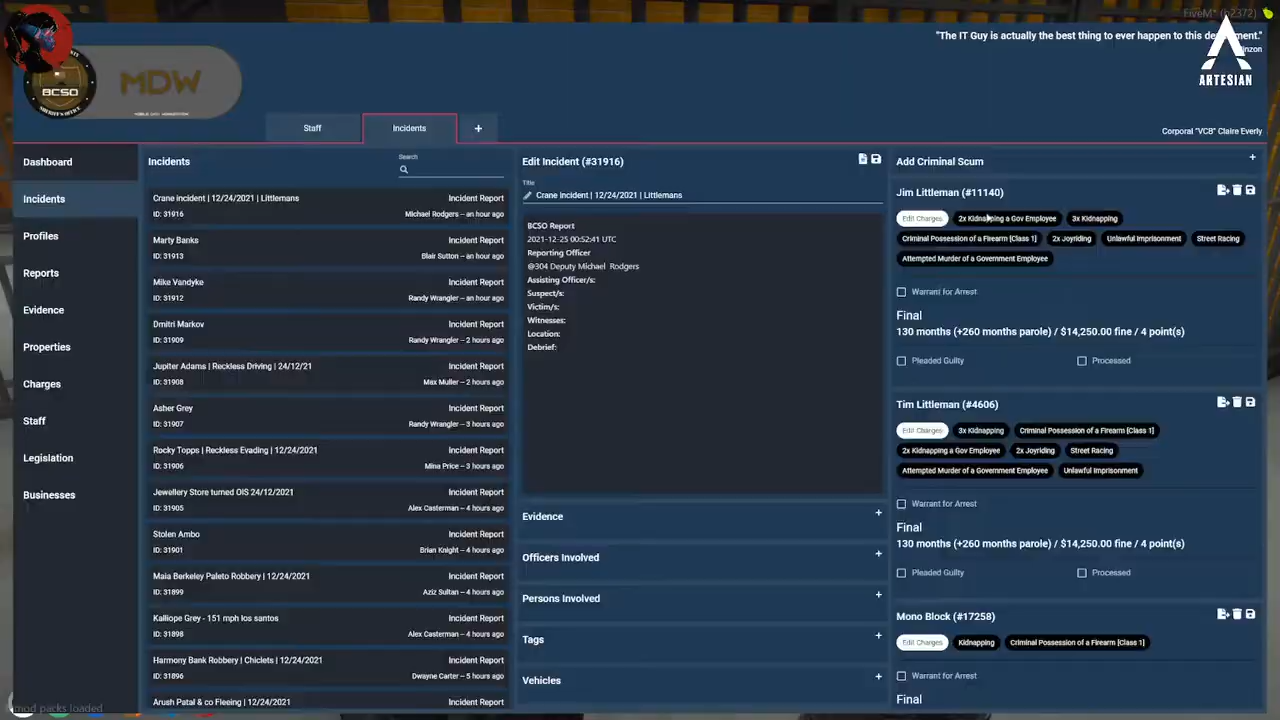 FiveM® (b2372)
"The IT Guy is actually the best thing to ever happen to this department."
ARTESIAN
BCSO
SHERIFF'S OFFICE
MDW
Staff
Incidents
+
Corporal "VCB" Claire Everly
Dashboard
Incidents
Profiles
Reports
Evidence
Properties
Charges
Staff
Legislation
Businesses
Incidents
Search
Crane incident | 12/24/2021 | Littlemans
Incident Report
ID: 31916
Michael Rodgers – an hour ago
Marty Banks
Incident Report
ID: 31913
Blair Sutton – an hour ago
Mike Vandyke
Incident Report
ID: 31912
Randy Wrangler – an hour ago
Dmitri Markov
Incident Report
ID: 31909
Randy Wrangler – 2 hours ago
Jupiter Adams | Reckless Driving | 24/12/21
Incident Report
ID: 31908
Max Muller – 2 hours ago
Asher Grey
Incident Report
ID: 31907
Randy Wrangler – 3 hours ago
Rocky Topps | Reckless Evading | 12/24/2021
Incident Report
ID: 31906
Mina Price – 3 hours ago
Jewellery Store turned OIS 24/12/2021
Incident Report
ID: 31905
Alex Casterman – 4 hours ago
Stolen Ambo
Incident Report
ID: 31901
Brian Knight – 4 hours ago
Maia Berkeley Paleto Robbery | 12/24/2021
Incident Report
ID: 31899
Aziz Sultan – 4 hours ago
Kalliope Grey - 151 mph los santos
Incident Report
ID: 31898
Alex Casterman – 4 hours ago
Harmony Bank Robbery | Chiclets | 12/24/2021
Incident Report
ID: 31896
Dwayne Carter – 5 hours ago
Arush Patal & co Fleeing | 12/24/2021
Incident Report
Edit Incident (#31916)
Title
Crane incident | 12/24/2021 | Littlemans
BCSO Report
2021-12-25 00:52:41 UTC
Reporting Officer
@304 Deputy Michael Rodgers
Assisting Officer/s:
Suspect/s:
Victim/s:
Witnesses:
Location:
Debrief:
Evidence +
Officers Involved +
Persons Involved +
Tags +
Vehicles +
Add Criminal Scum +
Jim Littleman (#11140)
Edit Charges 2x Kidnapping a Gov Employee 3x Kidnapping
Criminal Possession of a Firearm [Class 1] 2x Joyriding Unlawful Imprisonment Street Racing
Attempted Murder of a Government Employee
Warrant for Arrest
Final
130 months (+260 months parole) / $14,250.00 fine / 4 point(s)
Pleaded Guilty Processed
Tim Littleman (#4606)
Edit Charges 3x Kidnapping Criminal Possession of a Firearm [Class 1]
2x Kidnapping a Gov Employee 2x Joyriding Street Racing
Attempted Murder of a Government Employee Unlawful Imprisonment
Warrant for Arrest
Final
130 months (+260 months parole) / $14,250.00 fine / 4 point(s)
Pleaded Guilty Processed
Mono Block (#17258)
Edit Charges Kidnapping Criminal Possession of a Firearm [Class 1]
Warrant for Arrest
Final
mod packs loaded